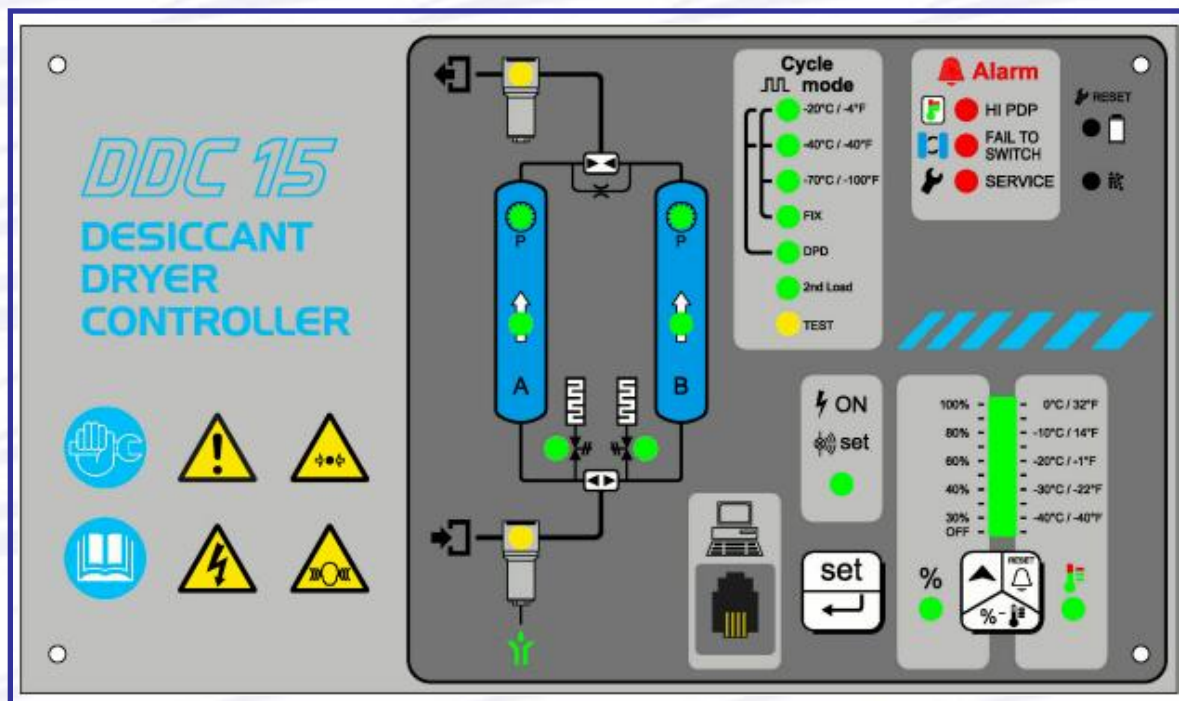 DDC 15
DESICCANT
DRYER
CONTROLLER
P
P
A
B
Cycle
mode
-20°C / -4°F
-40°C / -40°F
-70°C / -100°F
FIX
DPD
2nd Load
TEST
Alarm
HI PDP
FAIL TO
SWITCH
SERVICE
RESET
ON
set
set
100%
80%
60%
40%
30%
OFF
0°C / 32°F
-10°C / 14°F
-20°C / -1°F
-30°C / -22°F
-40°C / -40°F
%
RESET
%-